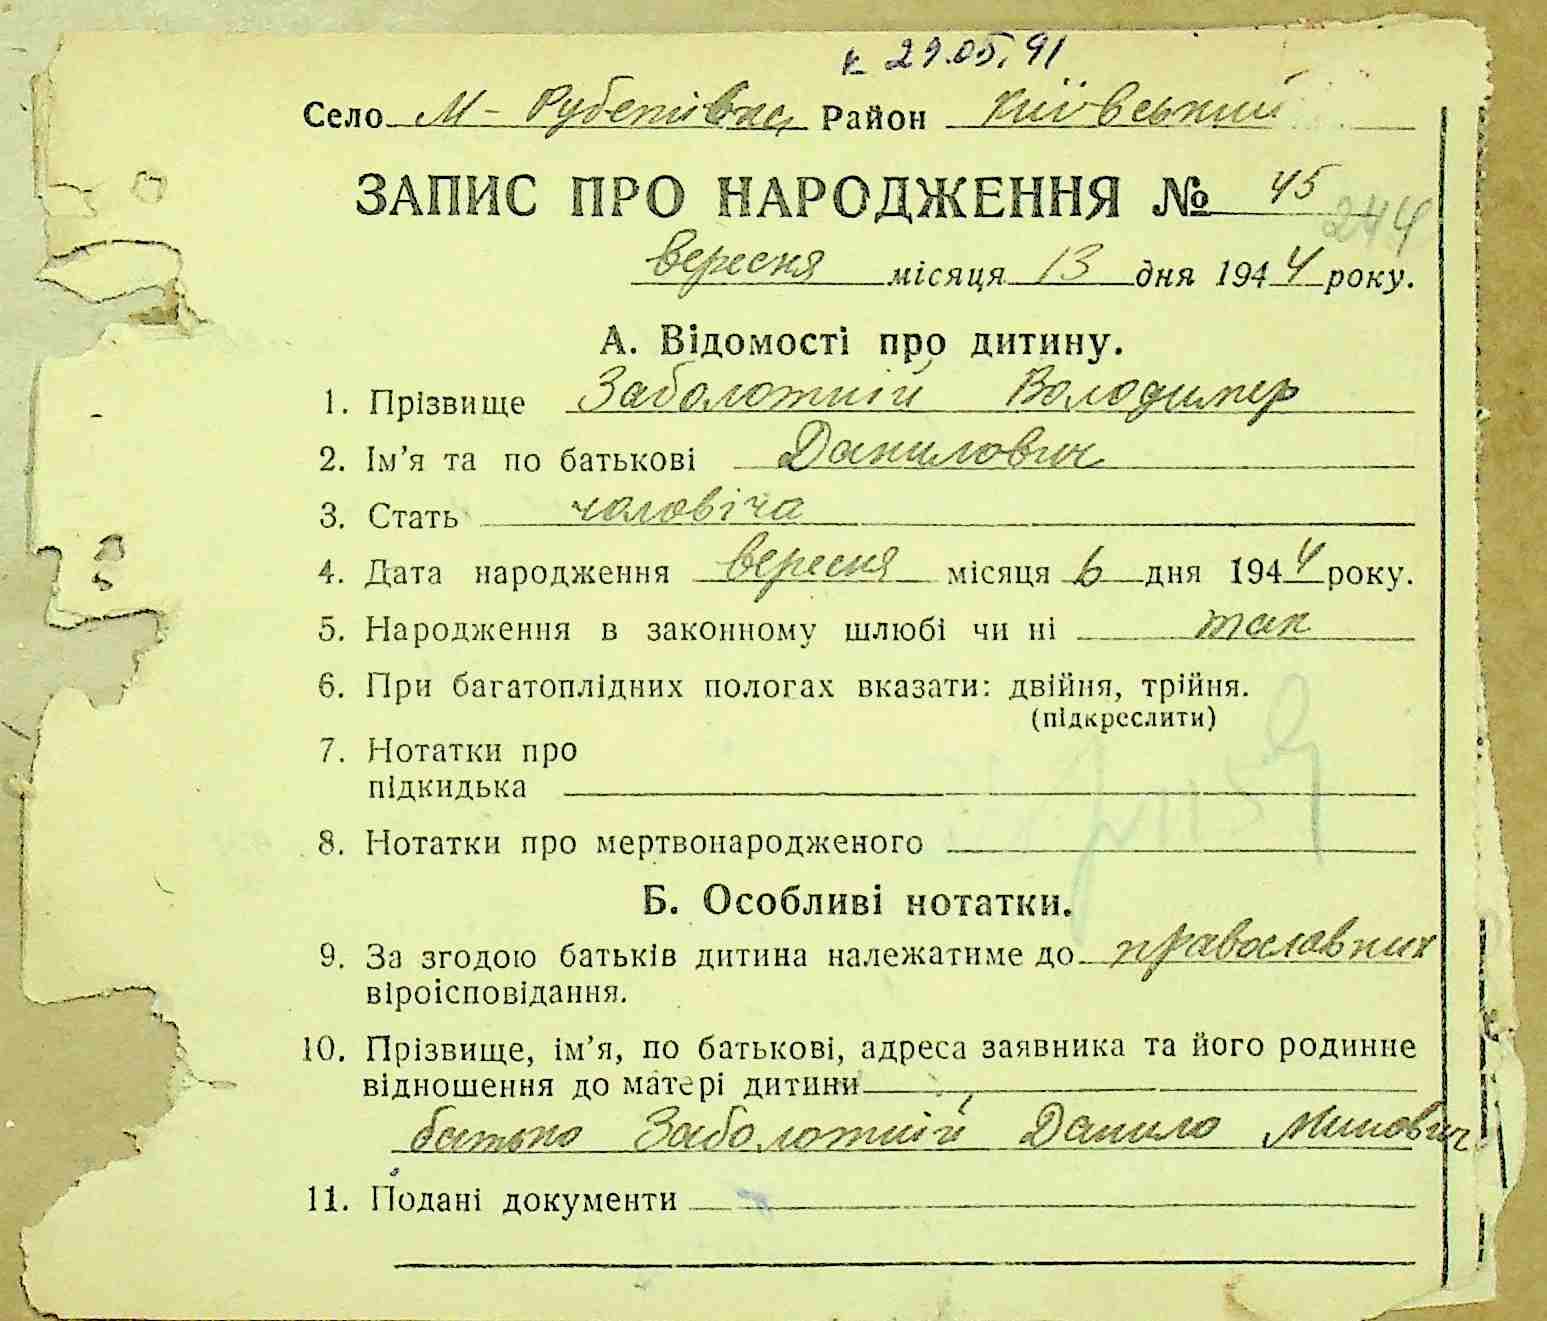 к 29.05.91
Село М-Рубежівка Район Київський
ЗАПИС ПРО НАРОДЖЕННЯ № 45
244
вересня місяця 13 дня 1944 року.
А. Відомості про дитину.
1. Прізвище Заболотній Володимер
2. Ім'я та по батькові Данилович
3. Стать чоловіча
4. Дата народження вересня місяця 6 дня 1944 року.
5. Народження в законному шлюбі чи ні так
6. При багатоплідних пологах вказати: двійня, трійня.
(підкреслити)
7. Нотатки про
підкидька
8. Нотатки про мертвонародженого
Б. Особливі нотатки.
9. За згодою батьків дитина належатиме до православних
віроісповідання.
10. Прізвище, ім'я, по батькові, адреса заявника та його родинне
відношення до матері дитини
батько Заболотній Данило Минович
11. Подані документи